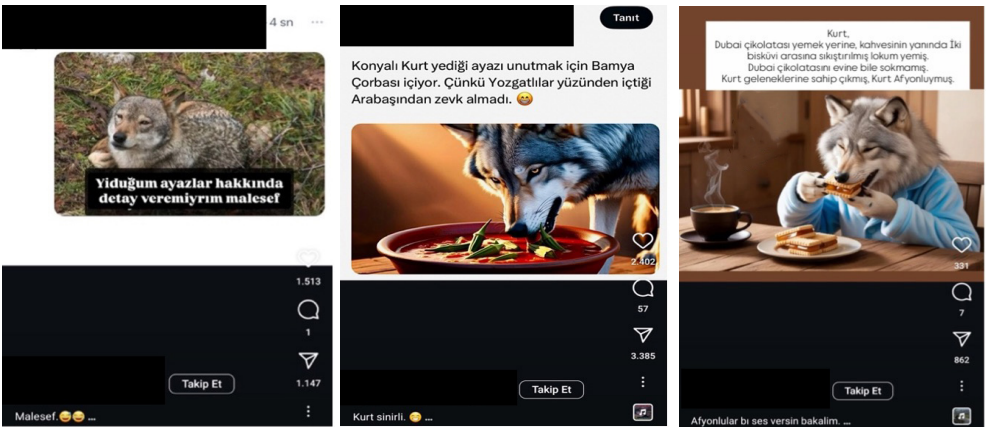 4 sn
Yiduğum ayazlar hakkında
detay veremiyrım malesef
1.513
1
1.147
Takip Et
Malesef.😅😅 ...
Tanıt
Konyalı Kurt yediği ayazı unutmak için Bamya
Çorbası içiyor. Çünkü Yozgatlılar yüzünden içtiği
Arabaşından zevk almadı. 😁
2.402
57
3.385
Takip Et
Kurt sinirli. 😁 ...
Kurt,
Dubai çikolatası yemek yerine, kahvesinin yanında İki
bisküvi arasına sıkıştırılmış lokum yemiş.
Dubai çikolatasını evine bile sokmamış.
Kurt geleneklerine sahip çıkmış, Kurt Afyonluymuş.
331
7
862
Takip Et
Afyonlular bı ses versin bakalim. ...